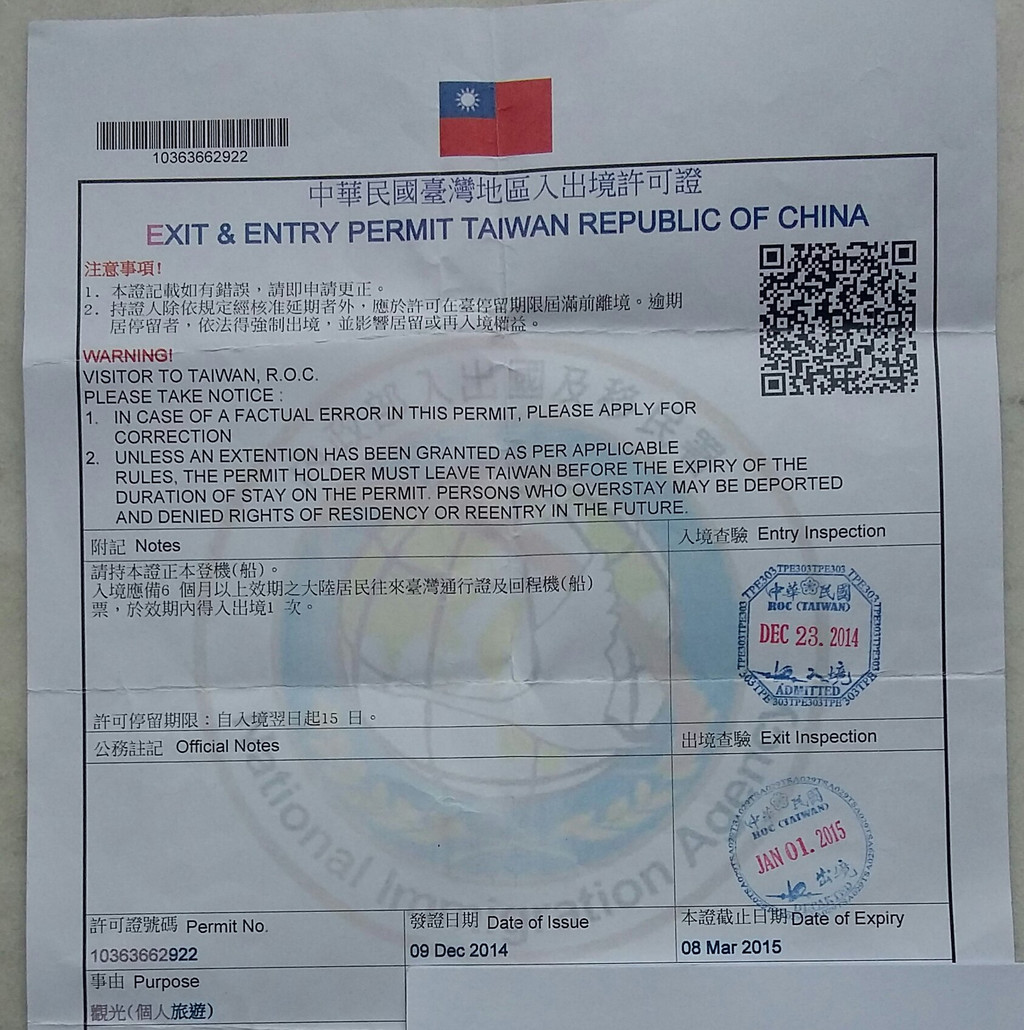 10363662922
中華民國臺灣地區入出境許可證
EXIT & ENTRY PERMIT TAIWAN REPUBLIC OF CHINA
注意事項!
1. 本證記載如有錯誤，請即申請更正。
2. 持證人除依規定經核准延期者外，應於許可在臺停留期限屆滿前離境。逾期
居停留者，依法得強制出境，並影響居留或再入境權益。
WARNING!
VISITOR TO TAIWAN, R.O.C.
PLEASE TAKE NOTICE :
1. IN CASE OF A FACTUAL ERROR IN THIS PERMIT, PLEASE APPLY FOR
CORRECTION
2. UNLESS AN EXTENTION HAS BEEN GRANTED AS PER APPLICABLE
RULES, THE PERMIT HOLDER MUST LEAVE TAIWAN BEFORE THE EXPIRY OF THE
DURATION OF STAY ON THE PERMIT. PERSONS WHO OVERSTAY MAY BE DEPORTED
AND DENIED RIGHTS OF RESIDENCY OR REENTRY IN THE FUTURE.
附記 Notes
入境查驗 Entry Inspection
請持本證正本登機(船)。
入境應備6 個月以上效期之大陸居民往來臺灣通行證及回程機(船)
票，於效期內得入出境1 次。
中華民國
ROC (TAIWAN)
DEC 23. 2014
入境
ADMITTED
許可停留期限：自入境翌日起15 日。
公務註記 Official Notes
出境查驗 Exit Inspection
中華民國
ROC (TAIWAN)
JAN 01. 2015
出境
National Immigration Agency
許可證號碼 Permit No.
發證日期 Date of Issue
本證截止日期 Date of Expiry
10363662922
09 Dec 2014
08 Mar 2015
事由 Purpose
觀光(個人旅遊)